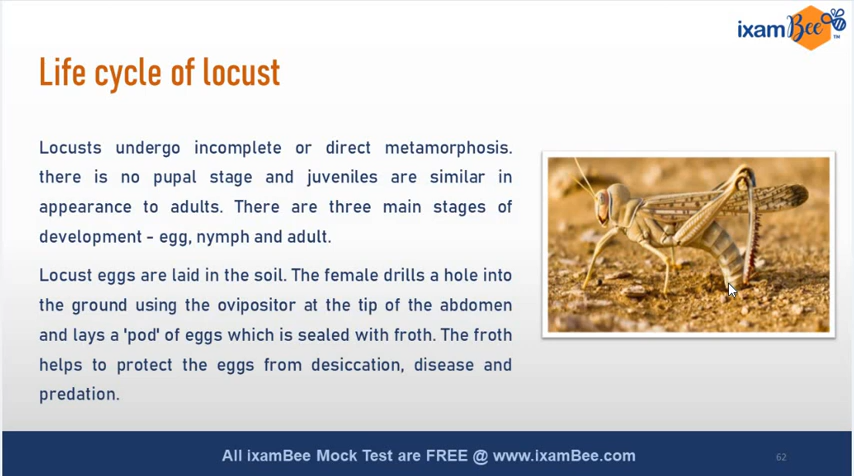 ixamBee™
Life cycle of locust
Locusts undergo incomplete or direct metamorphosis.
there is no pupal stage and juveniles are similar in
appearance to adults. There are three main stages of
development - egg, nymph and adult.
Locust eggs are laid in the soil. The female drills a hole into
the ground using the ovipositor at the tip of the abdomen
and lays a 'pod' of eggs which is sealed with froth. The froth
helps to protect the eggs from desiccation, disease and
predation.
All ixamBee Mock Test are FREE @ www.ixamBee.com
62